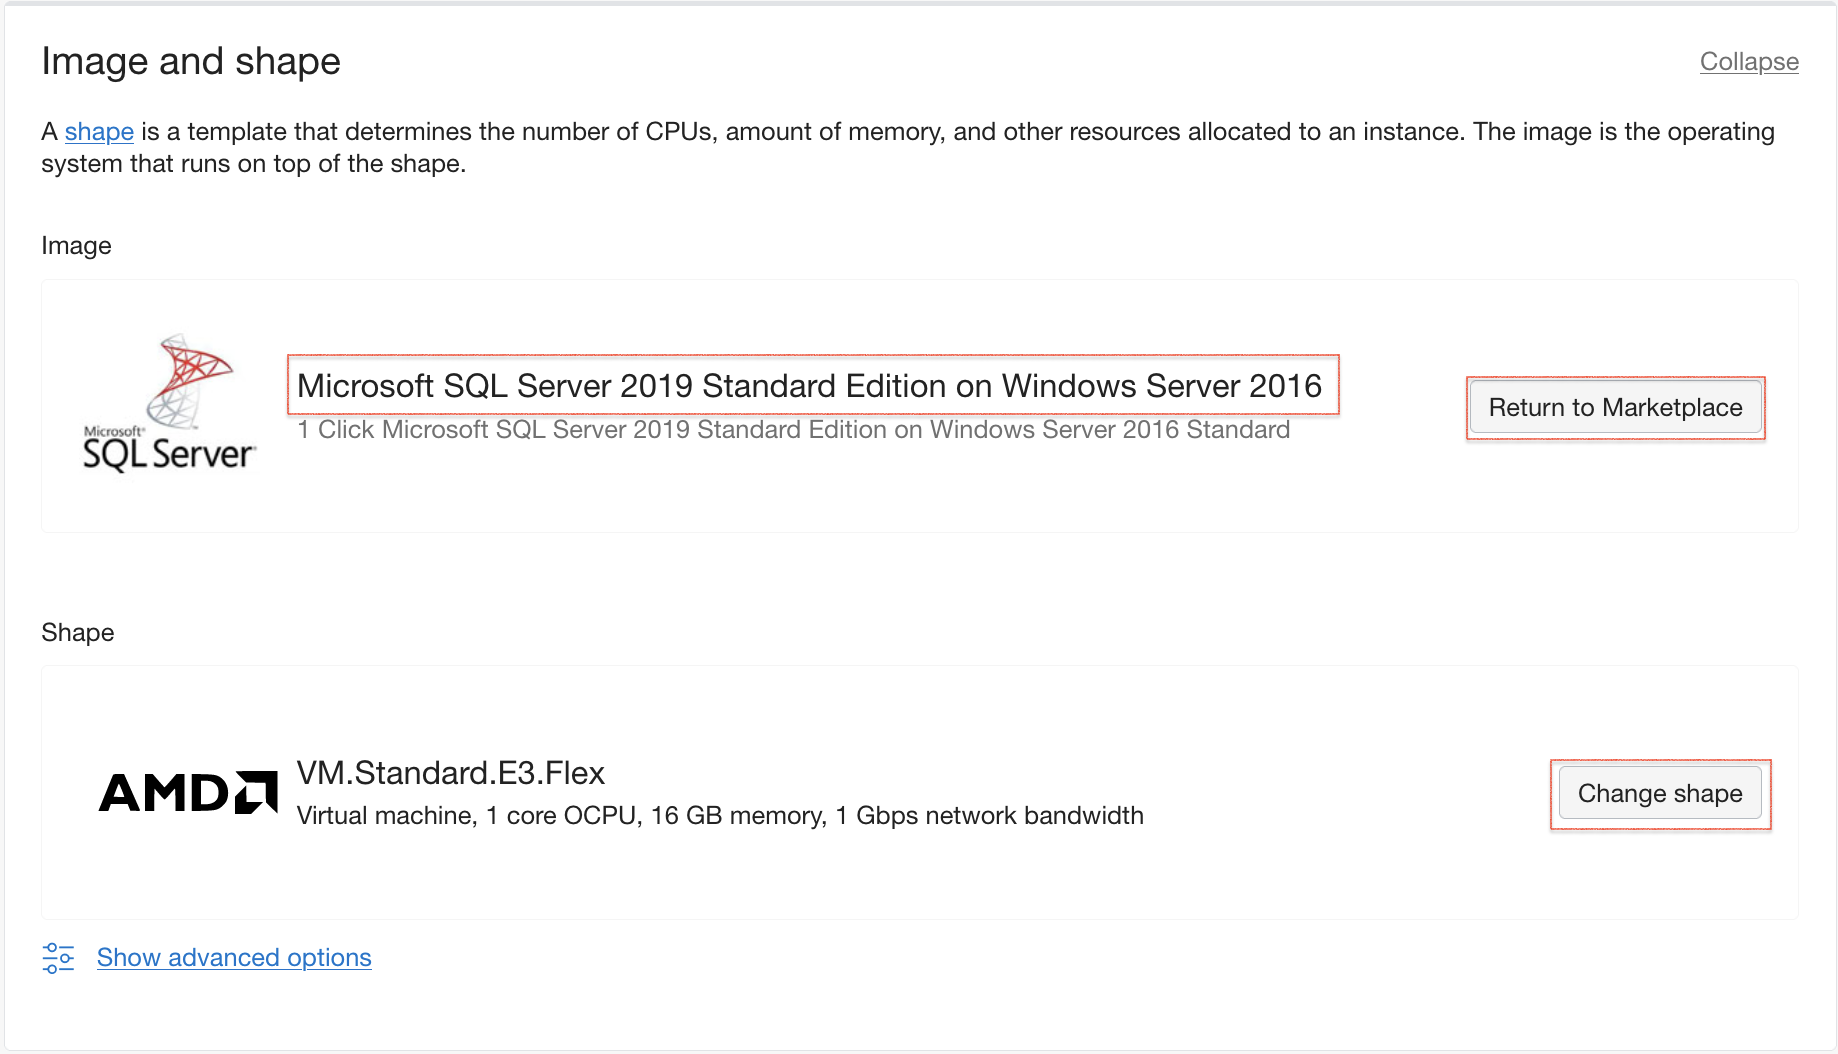 Image and shape
Collapse
A shape is a template that determines the number of CPUs, amount of memory, and other resources allocated to an instance. The image is the operating
system that runs on top of the shape.
Image
Microsoft
SQL Server
Microsoft SQL Server 2019 Standard Edition on Windows Server 2016
1 Click Microsoft SQL Server 2019 Standard Edition on Windows Server 2016 Standard
Return to Marketplace
Shape
AMD
VM.Standard.E3.Flex
Virtual machine, 1 core OCPU, 16 GB memory, 1 Gbps network bandwidth
Change shape
Show advanced options